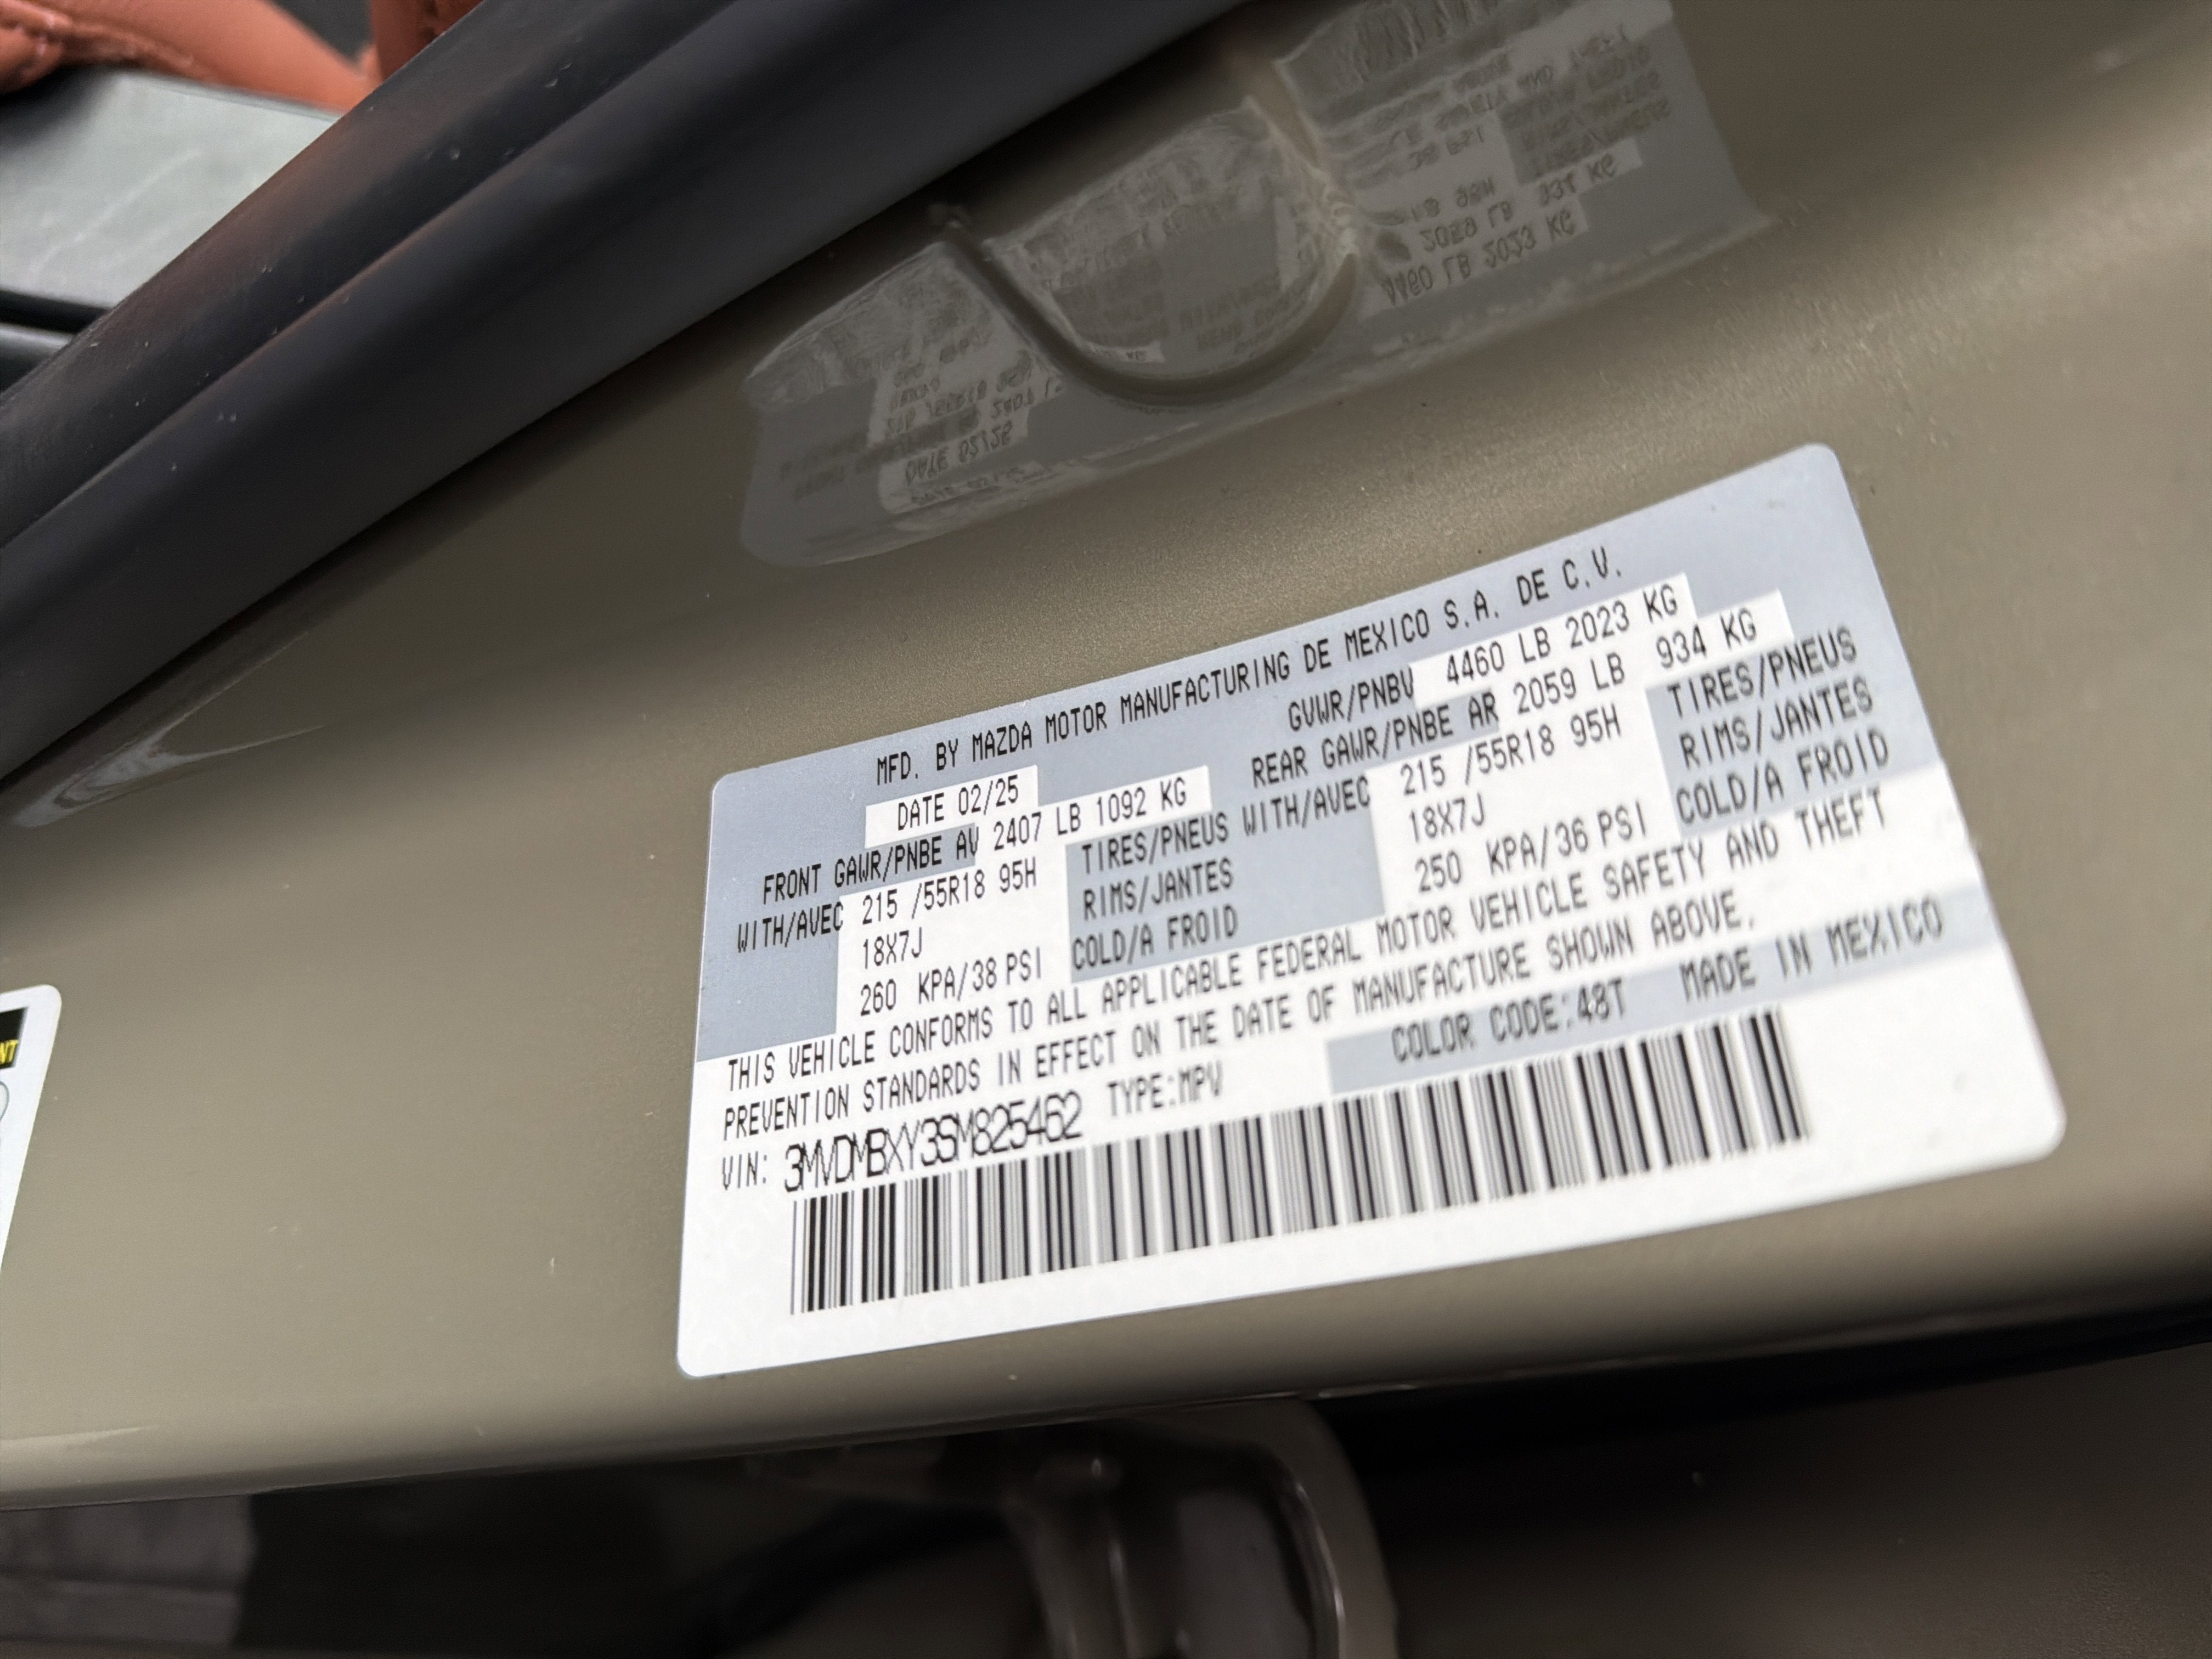 MFD. BY MAZDA MOTOR MANUFACTURING DE MEXICO S.A. DE C.V.
DATE 02/25 GVWR/PNBV 4460 LB 2023 KG
FRONT GAWR/PNBE AV 2407 LB 1092 KG REAR GAWR/PNBE AR 2059 LB 934 KG
WITH/AVEC 215 /55R18 95H TIRES/PNEUS WITH/AVEC 215 /55R18 95H TIRES/PNEUS
18X7J RIMS/JANTES 18X7J RIMS/JANTES
260 KPA/38 PSI COLD/A FROID 250 KPA/36 PSI COLD/A FROID
THIS VEHICLE CONFORMS TO ALL APPLICABLE FEDERAL MOTOR VEHICLE SAFETY AND THEFT
PREVENTION STANDARDS IN EFFECT ON THE DATE OF MANUFACTURE SHOWN ABOVE.
VIN: 3MVDMBXY3SM825462 TYPE:MPV COLOR CODE:48T MADE IN MEXICO
NT